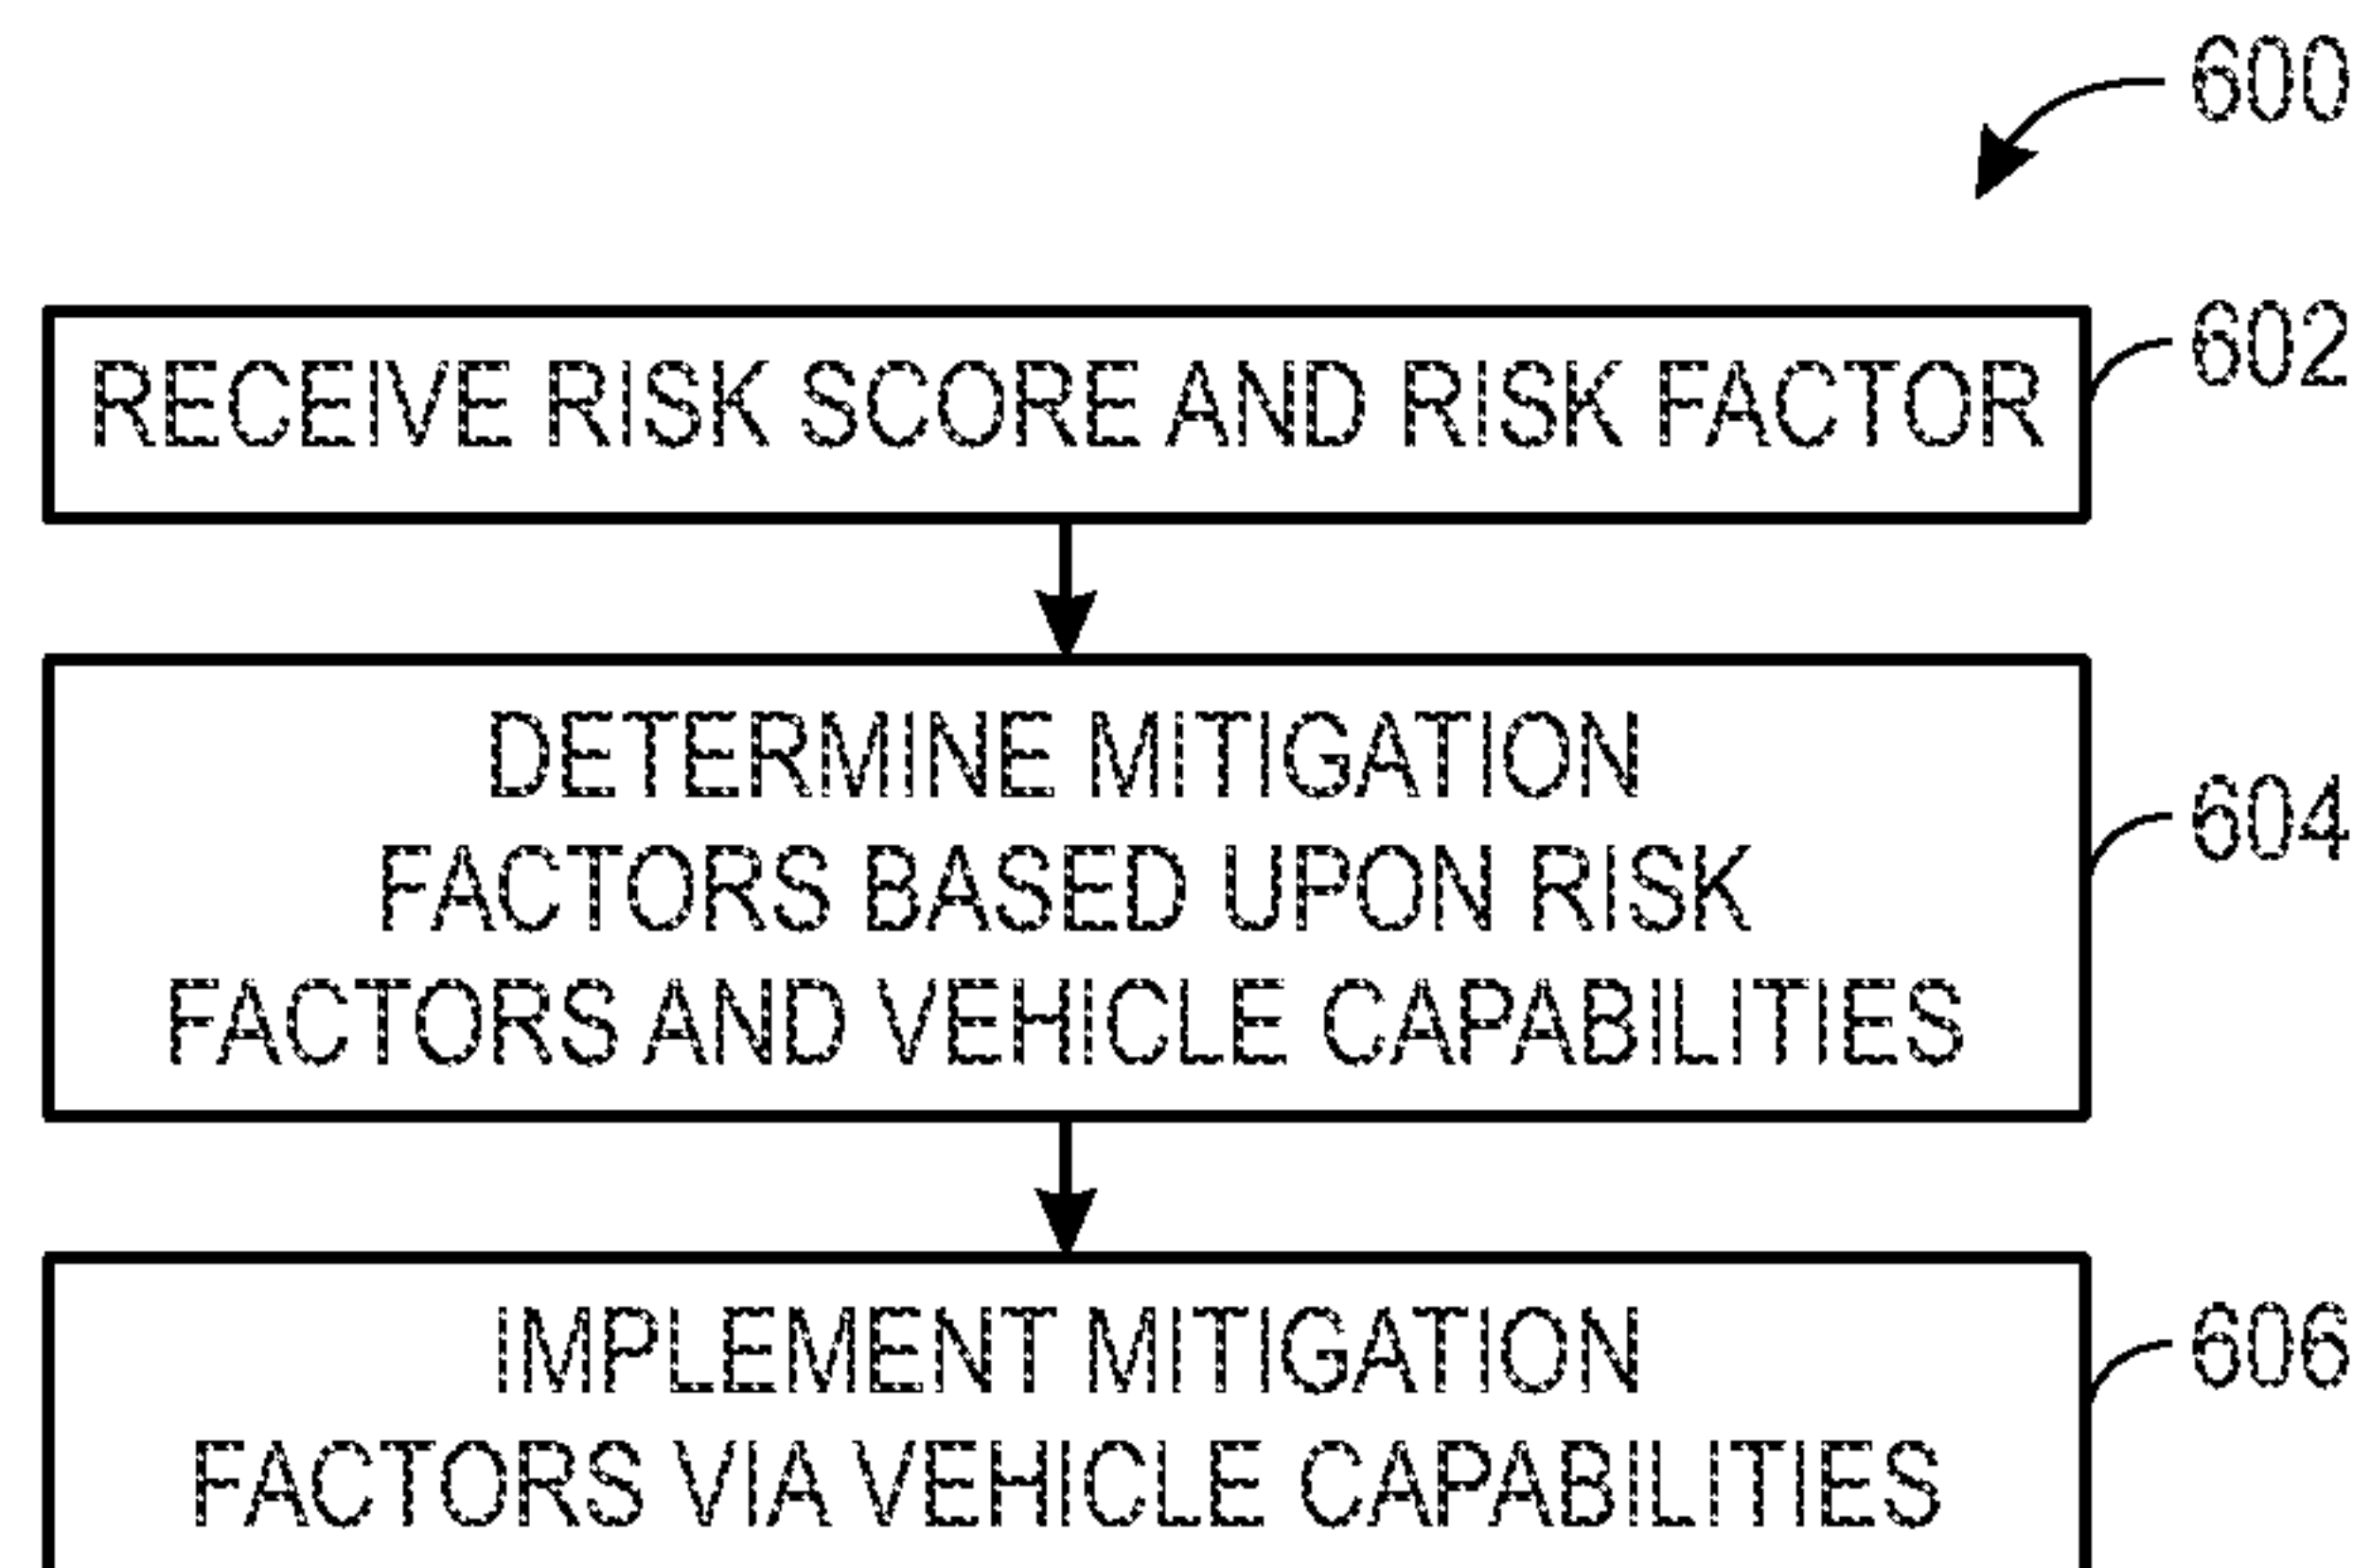 600
RECEIVE RISK SCORE AND RISK FACTOR
602
DETERMINE MITIGATION
FACTORS BASED UPON RISK
FACTORS AND VEHICLE CAPABILITIES
604
IMPLEMENT MITIGATION
FACTORS VIA VEHICLE CAPABILITIES
606